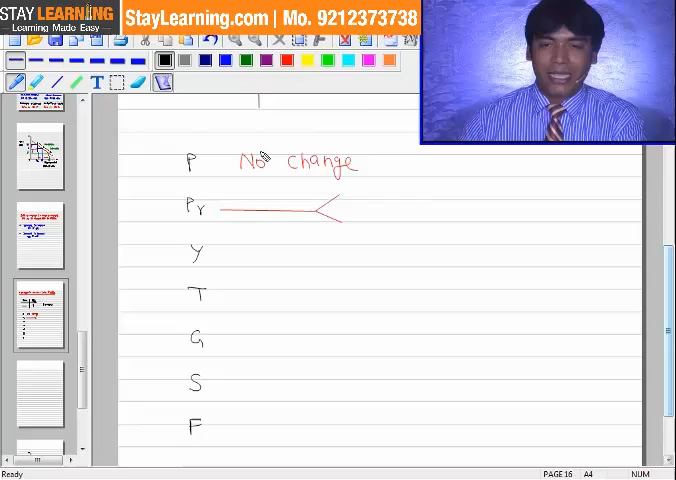 STAY LEARNING
Learning Made Easy
StayLearning.com | Mo. 9212373738
T
P No change
Pr
Y
T
G
S
F
Ready
PAGE 16 A4 NUM